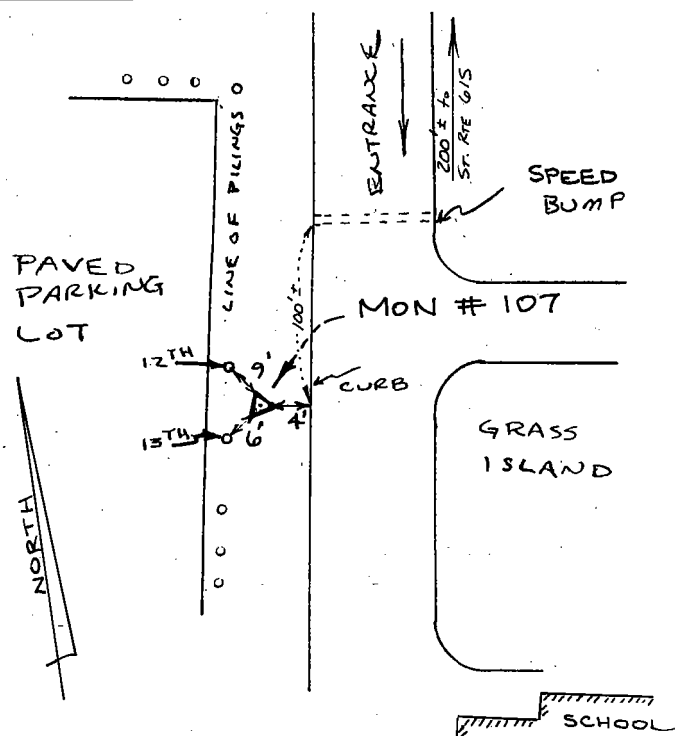 ENTRANCE
200'± to
ST. RTE 615
LINE OF PILINGS
SPEED
BUMP
PAVED
PARKING
LOT
100'±
MON # 107
12TH
9'
CURB
13TH
6'
4'
GRASS
ISLAND
NORTH
SCHOOL